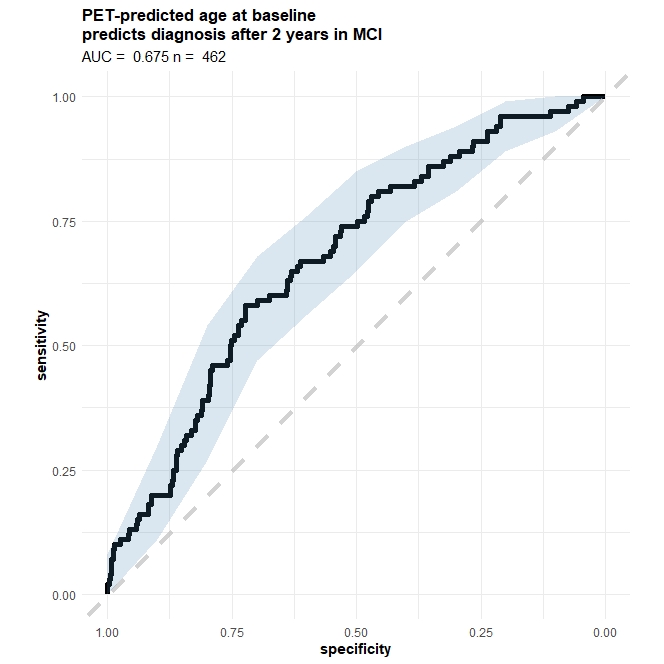 PET-predicted age at baseline
predicts diagnosis after 2 years in MCI
AUC =  0.675 n =  462
1.00
0.75
0.50
0.25
0.00
sensitivity
1.00
0.75
0.50
0.25
0.00
specificity